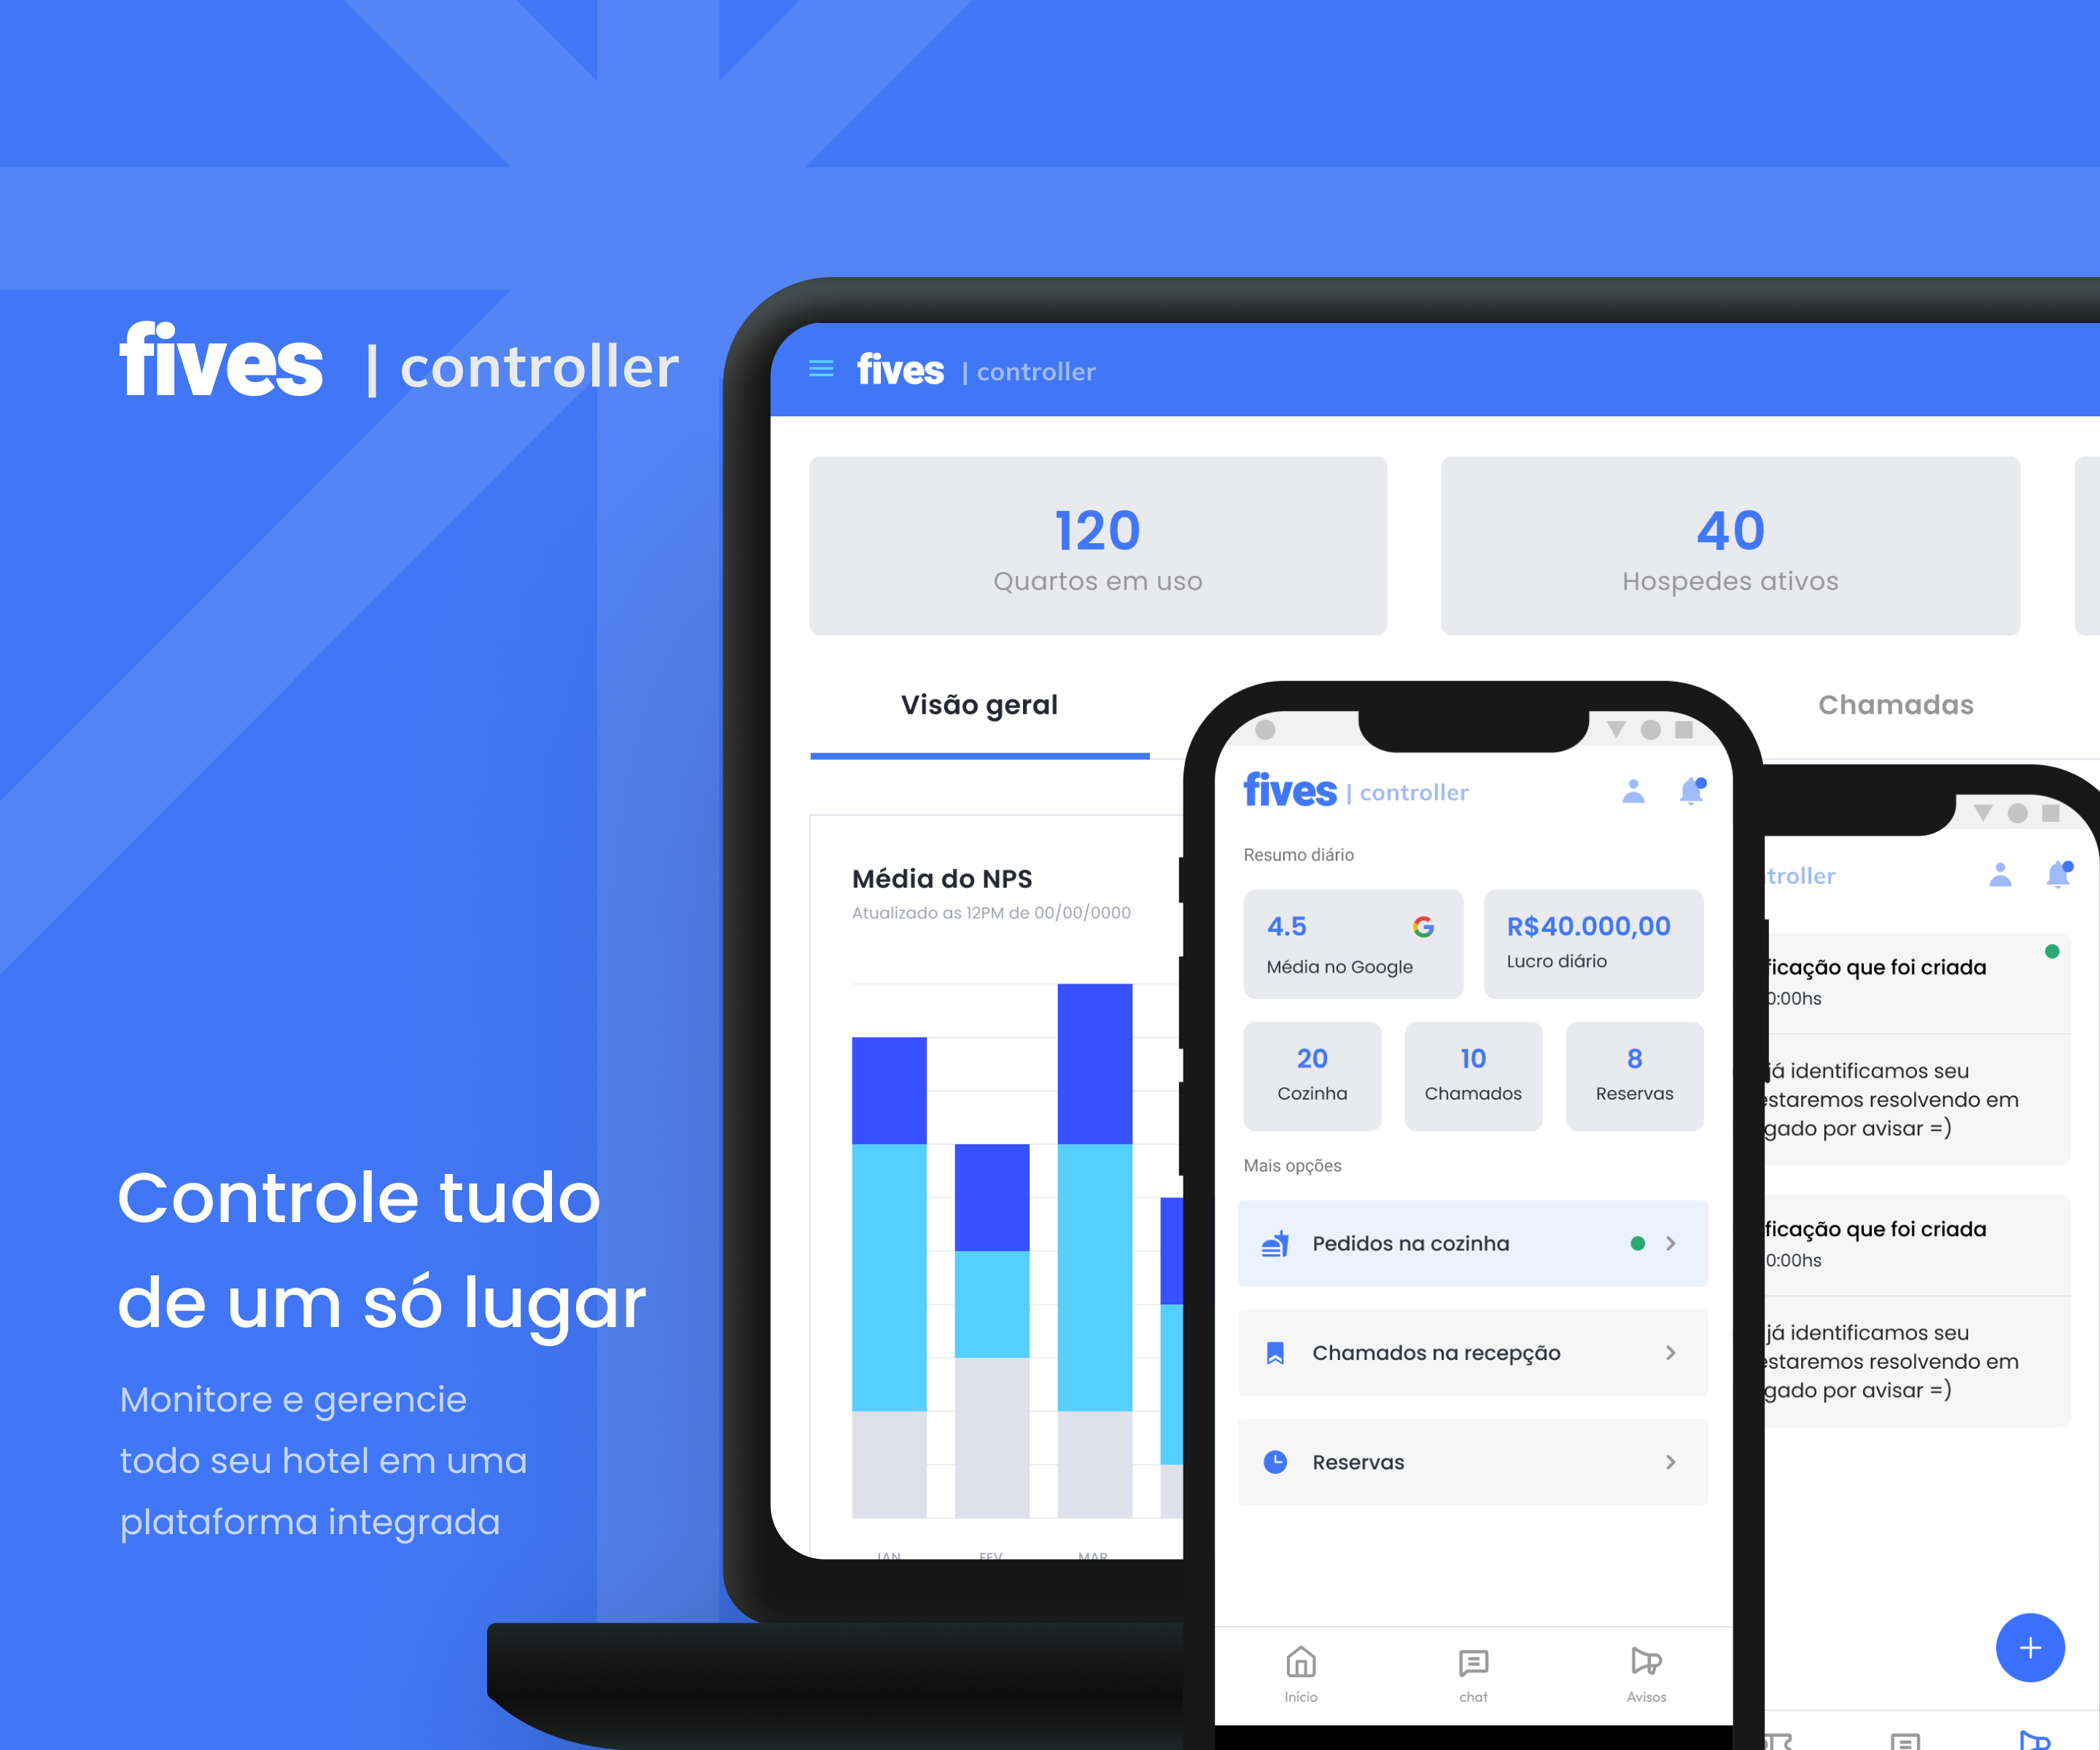 fives | controller
Controle tudo
de um só lugar
Monitore e gerencie
todo seu hotel em uma
plataforma integrada
fives | controller
120
Quartos em uso
40
Hospedes ativos
Visão geral
Chamadas
Média do NPS
Atualizado as 12PM de 00/00/0000
JAN FEV MAR
fives | controller
Resumo diário
4.5
Média no Google
R$40.000,00
Lucro diário
20
Cozinha
10
Chamados
8
Reservas
Mais opções
Pedidos na cozinha
Chamados na recepção
Reservas
Início chat Avisos
troller
ficação que foi criada
0:00hs
já identificamos seu
estaremos resolvendo em
gado por avisar =)
ficação que foi criada
0:00hs
já identificamos seu
estaremos resolvendo em
gado por avisar =)